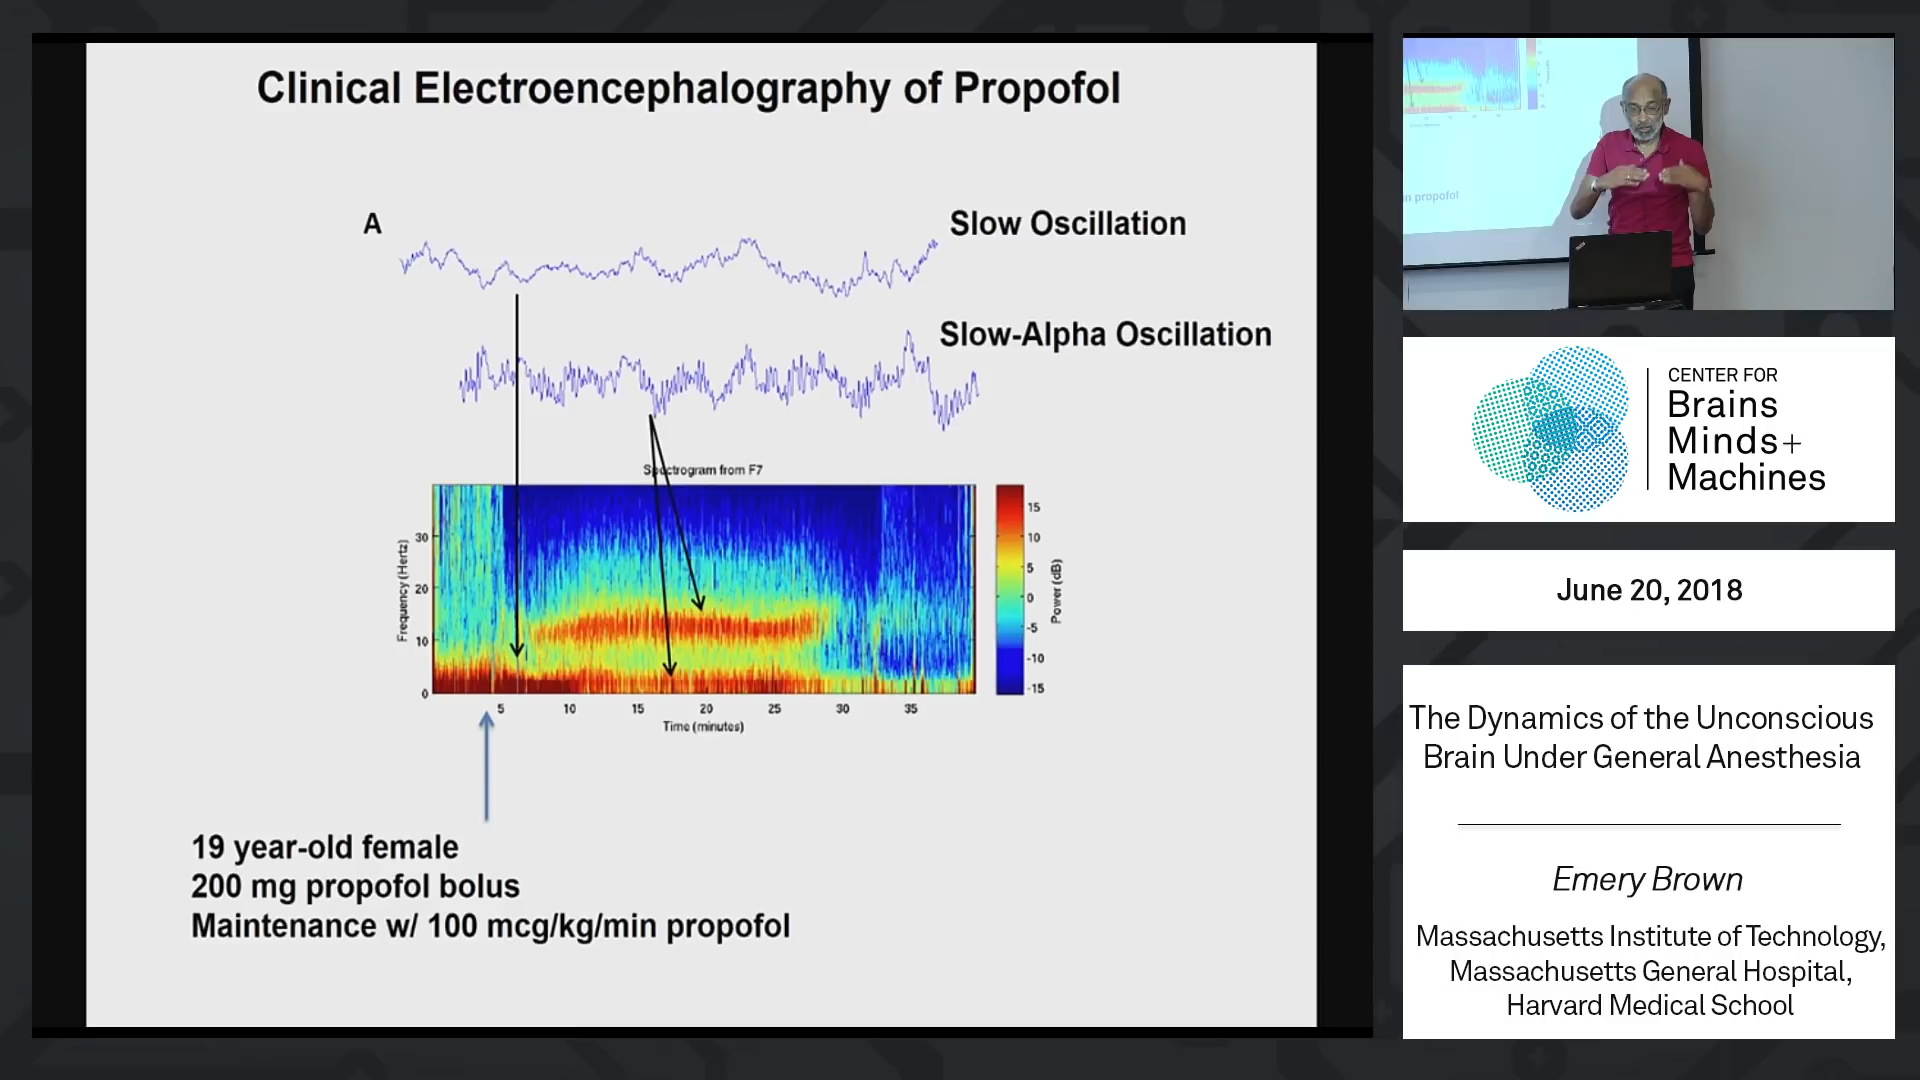 Clinical Electroencephalography of Propofol
A
Slow Oscillation
Slow-Alpha Oscillation
Spectrogram from F7
Frequency (Hertz)
30
20
10
0
5
10
15
20
25
30
35
Time (minutes)
15
10
5
0
-5
-10
-15
Power (dB)
19 year-old female
200 mg propofol bolus
Maintenance w/ 100 mcg/kg/min propofol
in propofol
CENTER FOR
Brains
Minds+
Machines
June 20, 2018
The Dynamics of the Unconscious
Brain Under General Anesthesia
Emery Brown
Massachusetts Institute of Technology,
Massachusetts General Hospital,
Harvard Medical School